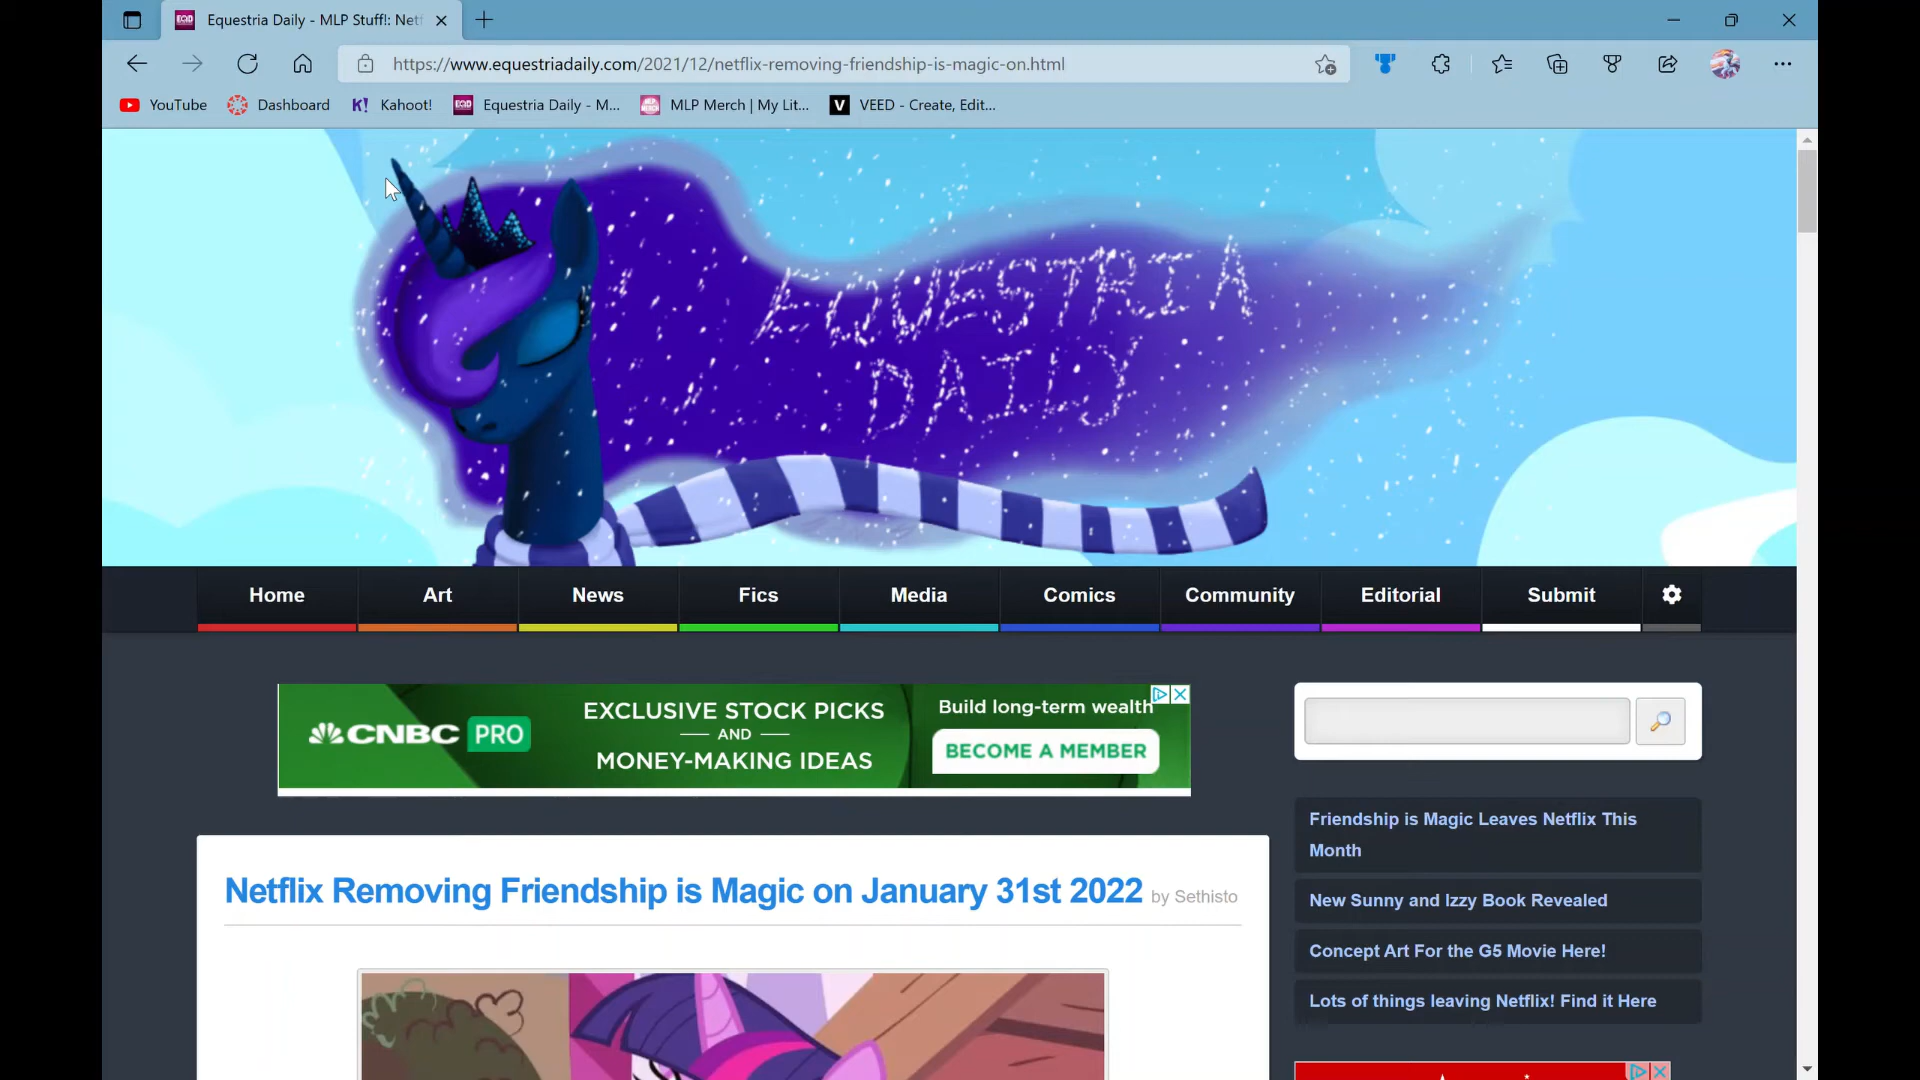 Equestria Daily - MLP Stuff!: Netf
https://www.equestriadaily.com/2021/12/netflix-removing-friendship-is-magic-on.html
YouTube Dashboard K! Kahoot! EQD Equestria Daily - M... MLP MERCH MLP Merch | My Lit... V VEED - Create, Edit...
EQUESTRIA
DAILY
Home Art News Fics Media Comics Community Editorial Submit
CNBC PRO
EXCLUSIVE STOCK PICKS
AND
MONEY-MAKING IDEAS
Build long-term wealth
BECOME A MEMBER
Netflix Removing Friendship is Magic on January 31st 2022 by Sethisto
Friendship is Magic Leaves Netflix This
Month
New Sunny and Izzy Book Revealed
Concept Art For the G5 Movie Here!
Lots of things leaving Netflix! Find it Here